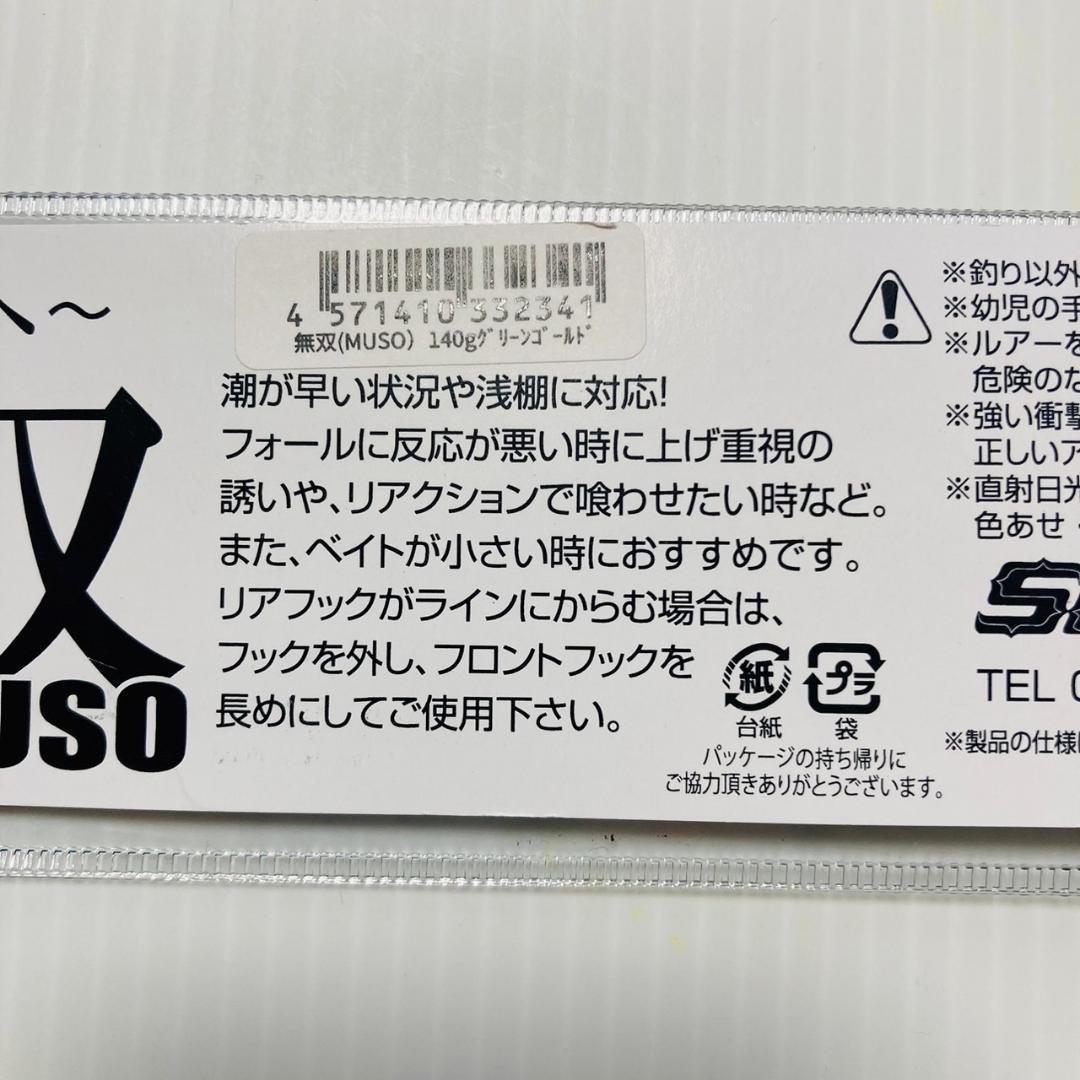 へ～
双
MUSO
4 571410 332341
無双(MUSO) 140gｸﾞﾘｰﾝｺﾞｰﾙﾄﾞ
潮が早い状況や浅棚に対応!
フォールに反応が悪い時に上げ重視の
誘いや、リアクションで喰わせたい時など。
また、ベイトが小さい時におすすめです。
リアフックがラインにからむ場合は、
フックを外し、フロントフックを
長めにしてご使用下さい。
紙
台紙
プラ
袋
パッケージの持ち帰りに
ご協力頂きありがとうございます。
※釣り以外
※幼児の手
※ルアーを
危険のな
※強い衝撃
正しいア
※直射日光
色あせ・
TEL 0
※製品の仕様